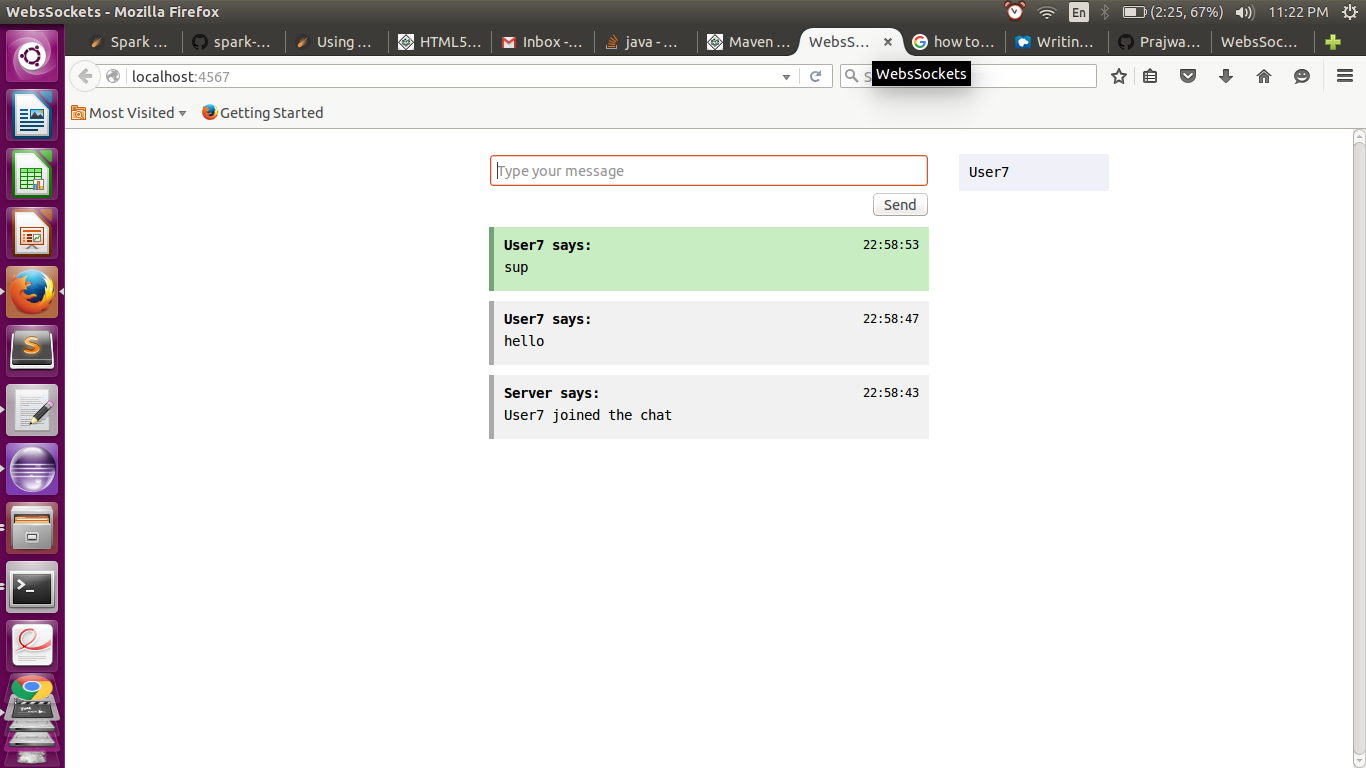 WebsSockets - Mozilla Firefox
En
(2:25, 67%)
11:22 PM
Spark ...
spark-...
Using ...
HTML5...
Inbox -...
java - ...
Maven ...
WebsS...
how to...
Writin...
Prajwa...
WebSoc...
localhost:4567
S
WebsSockets
Most Visited
Getting Started
Type your message
User7
Send
User7 says:
22:58:53
sup
User7 says:
22:58:47
hello
Server says:
22:58:43
User7 joined the chat